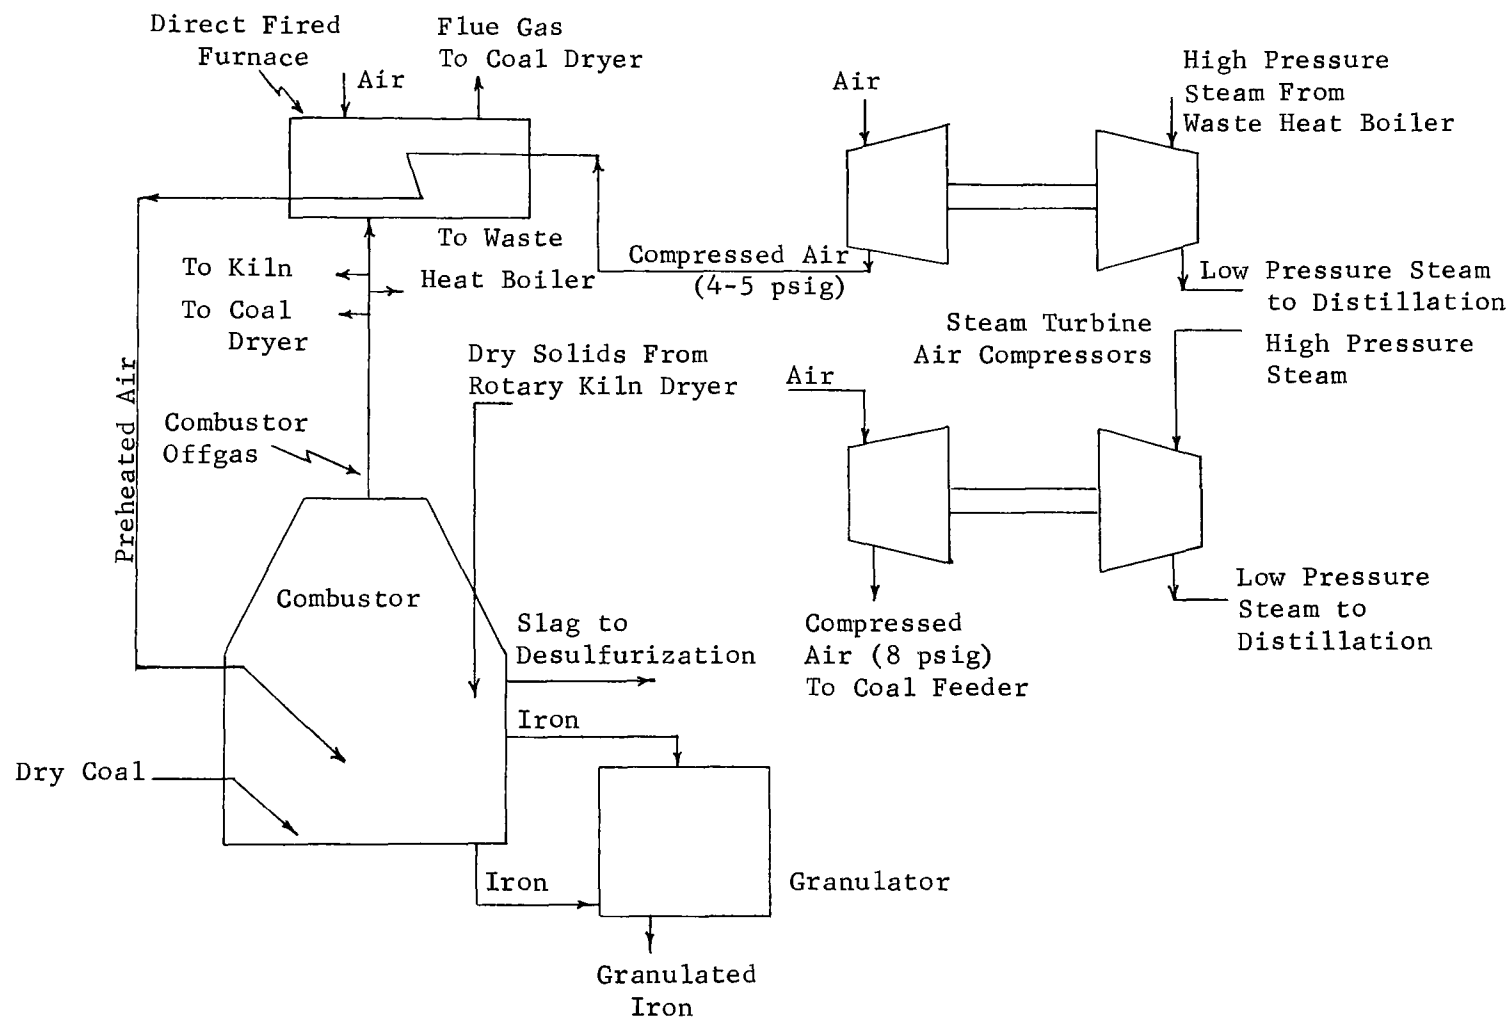 Direct Fired
Furnace
Air
Flue Gas
To Coal Dryer
Air
High Pressure
Steam From
Waste Heat Boiler
To Waste
Heat Boiler
To Kiln
To Coal
Dryer
Compressed Air
(4-5 psig)
Low Pressure Steam
to Distillation
Steam Turbine
Air Compressors
High Pressure
Steam
Dry Solids From
Rotary Kiln Dryer
Air
Preheated Air
Combustor
Offgas
Combustor
Slag to
Desulfurization
Compressed
Air (8 psig)
To Coal Feeder
Low Pressure
Steam to
Distillation
Iron
Dry Coal
Iron
Granulator
Granulated
Iron